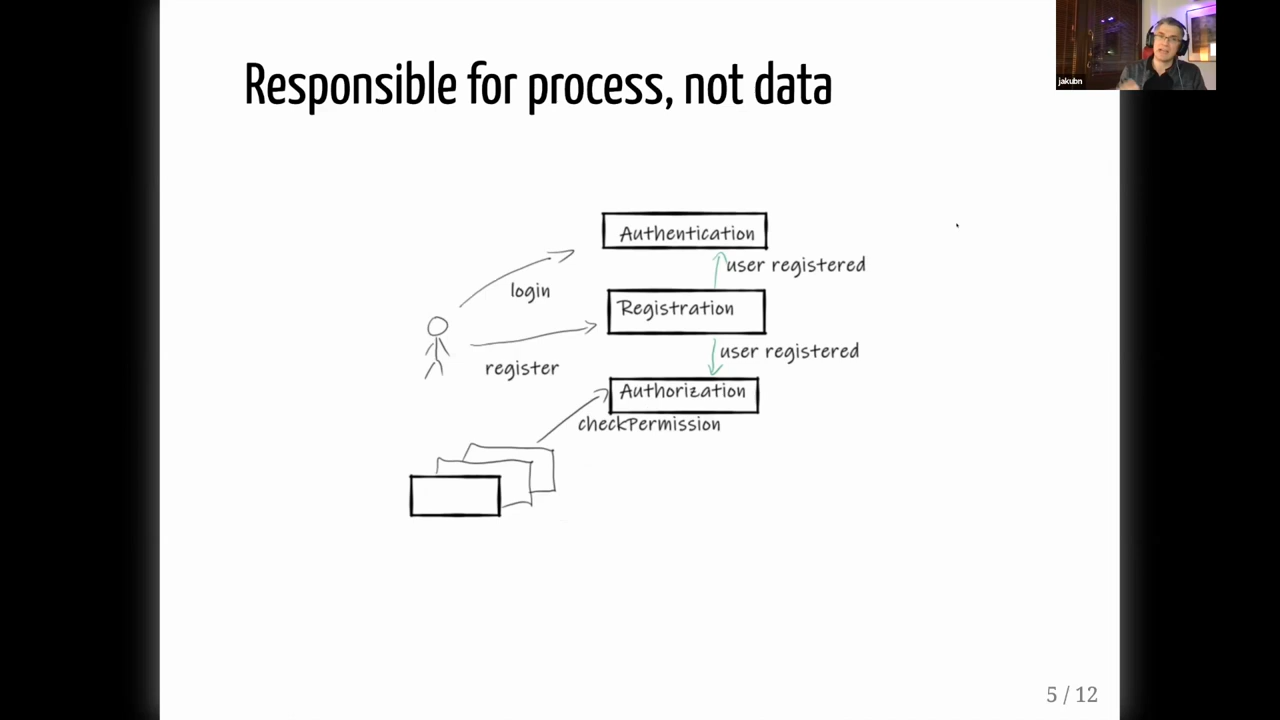 jakubn
Responsible for process, not data
Authentication
user registered
login
Registration
register
user registered
Authorization
checkPermission
5 / 12